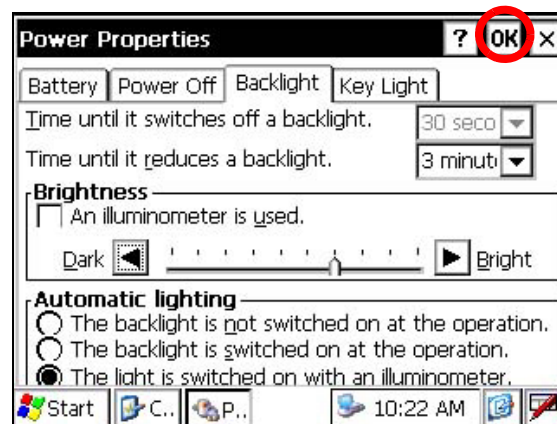 Power Properties ? OK ×
Battery Power Off Backlight Key Light
Time until it switches off a backlight. 30 seco
Time until it reduces a backlight. 3 minut
Brightness
An illuminometer is used.
Dark Bright
Automatic lighting
The backlight is not switched on at the operation.
The backlight is switched on at the operation.
The light is switched on with an illuminometer.
Start C.. P.. 10:22 AM